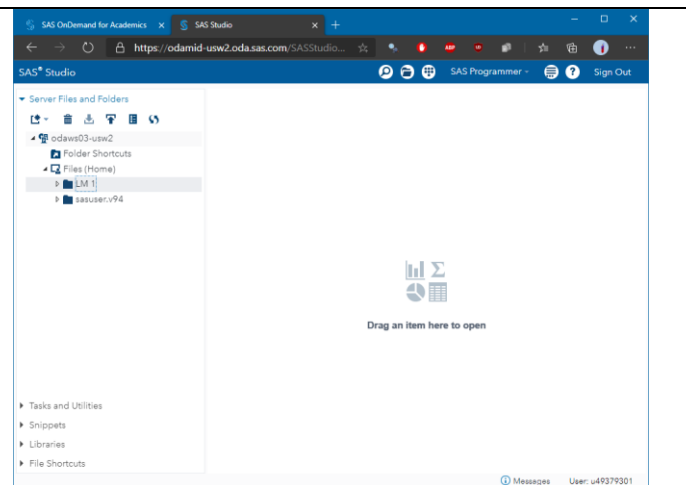 SAS OnDemand for Academics
SAS Studio
https://odamid-usw2.oda.sas.com/SASStudio...
ABP
SAS® Studio
SAS Programmer
Sign Out
Server Files and Folders
odaws03-usw2
Folder Shortcuts
Files (Home)
LM 1
sasuser.v94
Σ
Drag an item here to open
Tasks and Utilities
Snippets
Libraries
File Shortcuts
Messages User: u49379301